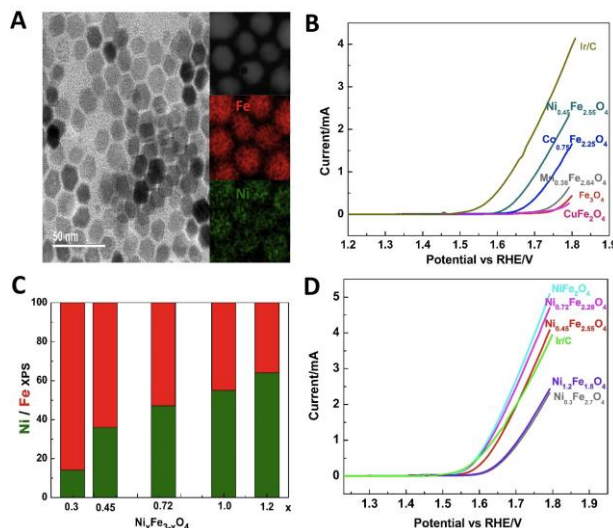 A
Fe
Ni
50 nm
B
Current/mA
4
3
2
1
0
Ir/C
Ni0.45Fe2.55O4
Co0.75Fe2.25O4
Mn0.36Fe2.64O4
Fe3O4
CuFe2O4
1.2 1.3 1.4 1.5 1.6 1.7 1.8 1.9
Potential vs RHE/V
C
Ni / Fe XPS
100
80
60
40
20
0
0.3 0.45 0.72 1.0 1.2 x
NixFe3-xO4
D
Current/mA
5
4
3
2
1
0
NiFe2O4
Ni0.72Fe2.28O4
Ni0.45Fe2.55O4
Ir/C
Ni1.2Fe1.8O4
Ni0.3Fe2.7O4
1.2 1.3 1.4 1.5 1.6 1.7 1.8 1.9
Potential vs RHE/V